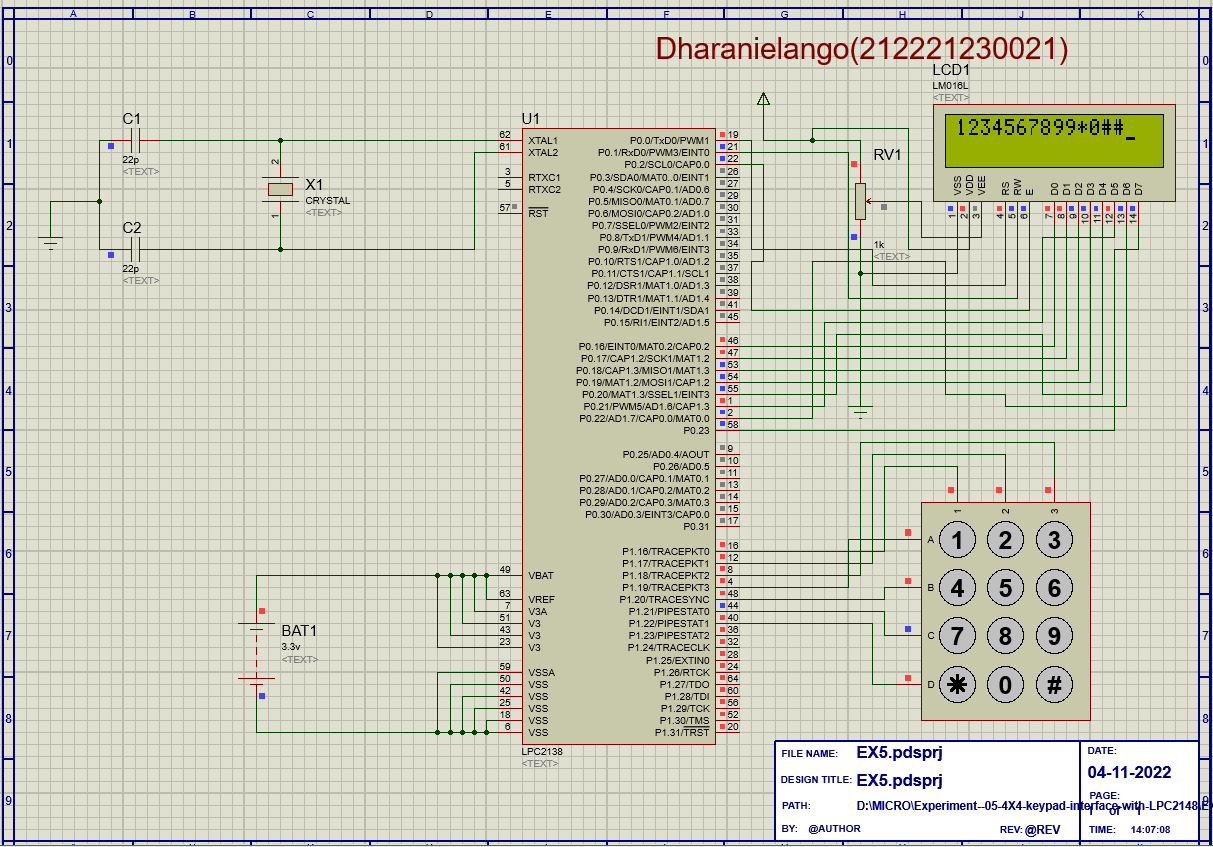 A B C D E F G H J K
Dharanielango(212221230021)
LCD1
LM016L
<TEXT>
1234567899*0##_
VSS VDD VEE RS RW E D0 D1 D2 D3 D4 D5 D6 D7
1 2 3 4 5 6 7 8 9 10 11 12 13 14
C1
22p
<TEXT>
C2
22p
<TEXT>
2
X1
CRYSTAL
<TEXT>
1
RV1
1k
<TEXT>
U1
62 XTAL1
61 XTAL2
3 RTXC1
5 RTXC2
57 RST
P0.0/TxD0/PWM1 19
P0.1/RxD0/PWM3/EINT0 21
P0.2/SCL0/CAP0.0 22
P0.3/SDA0/MAT0..0/EINT1 26
P0.4/SCK0/CAP0.1/AD0.6 27
P0.5/MISO0/MAT0.1/AD0.7 29
P0.6/MOSI0/CAP0.2/AD1.0 30
P0.7/SSEL0/PWM2/EINT2 31
P0.8/TxD1/PWM4/AD1.1 33
P0.9/RxD1/PWM6/EINT3 34
P0.10/RTS1/CAP1.0/AD1.2 35
P0.11/CTS1/CAP1.1/SCL1 37
P0.12/DSR1/MAT1.0/AD1.3 38
P0.13/DTR1/MAT1.1/AD1.4 39
P0.14/DCD1/EINT1/SDA1 41
P0.15/RI1/EINT2/AD1.5 45
P0.16/EINT0/MAT0.2/CAP0.2 46
P0.17/CAP1.2/SCK1/MAT1.2 47
P0.18/CAP1.3/MISO1/MAT1.3 53
P0.19/MAT1.2/MOSI1/CAP1.2 54
P0.20/MAT1.3/SSEL1/EINT3 55
P0.21/PWM5/AD1.6/CAP1.3 1
P0.22/AD1.7/CAP0.0/MAT0.0 2
P0.23 58
P0.25/AD0.4/AOUT 9
P0.26/AD0.5 10
P0.27/AD0.0/CAP0.1/MAT0.1 11
P0.28/AD0.1/CAP0.2/MAT0.2 13
P0.29/AD0.2/CAP0.3/MAT0.3 14
P0.30/AD0.3/EINT3/CAP0.0 15
P0.31 17
P1.16/TRACEPKT0 16
P1.17/TRACEPKT1 12
P1.18/TRACEPKT2 8
P1.19/TRACEPKT3 4
P1.20/TRACESYNC 48
P1.21/PIPESTAT0 44
P1.22/PIPESTAT1 40
P1.23/PIPESTAT2 36
P1.24/TRACECLK 32
P1.25/EXTIN0 28
P1.26/RTCK 24
P1.27/TDO 64
P1.28/TDI 60
P1.29/TCK 56
P1.30/TMS 52
P1.31/TRST 20
49 VBAT
63 VREF
7 V3A
51 V3
43 V3
23 V3
59 VSSA
50 VSS
42 VSS
25 VSS
18 VSS
6 VSS
LPC2138
<TEXT>
BAT1
3.3v
<TEXT>
1 2 3
A 1 2 3
B 4 5 6
C 7 8 9
D * 0 #
0 1 2 3 4 5 6 7 8 9
0 1 2 3 4 5 6 7 8
FILE NAME: EX5.pdsprj
DESIGN TITLE: EX5.pdsprj
PATH: D:\MICRO\Experiment--05-4X4-keypad-interface-with-LPC2148\
BY: @AUTHOR REV: @REV
DATE:
04-11-2022
PAGE:
1 of 1
TIME: 14:07:08